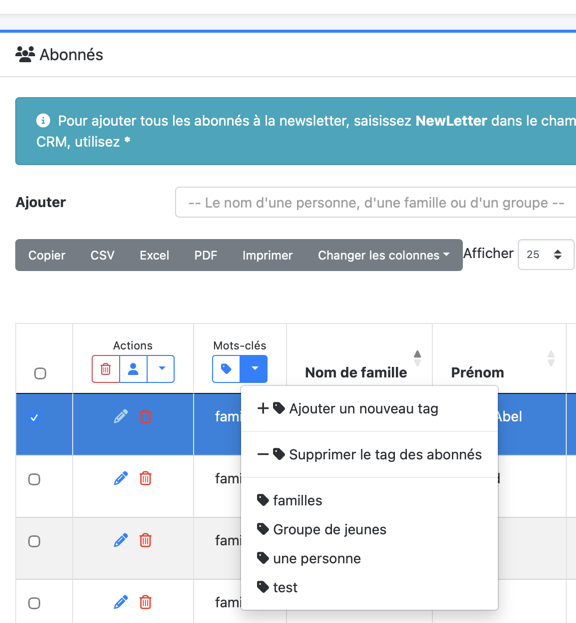 Abonnés
Pour ajouter tous les abonnés à la newsletter, saisissez NewLetter dans le
CRM, utilisez *
Ajouter
-- Le nom d'une personne, d'une famille ou d'un groupe --
Copier CSV Excel PDF Imprimer Changer les colonnes Afficher 25
Actions Mots-clés
Nom de famille Prénom
+ Ajouter un nouveau tag
− Supprimer le tag des abonnés
familles
Groupe de jeunes
une personne
test